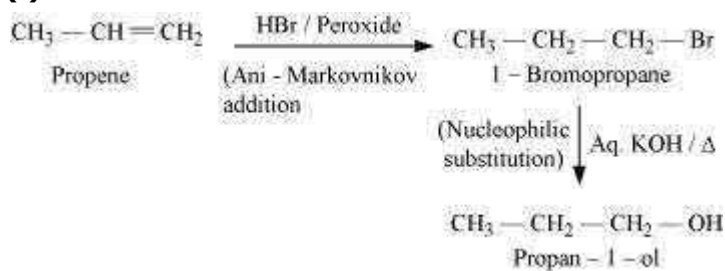 CH₃ — CH = CH₂
Propene
HBr / Peroxide
(Ani - Markovnikov
addition
CH₃ — CH₂ — CH₂ — Br
1 – Bromopropane
(Nucleophilic
substitution)
Aq. KOH / Δ
CH₃ — CH₂ — CH₂ — OH
Propan – 1 – ol